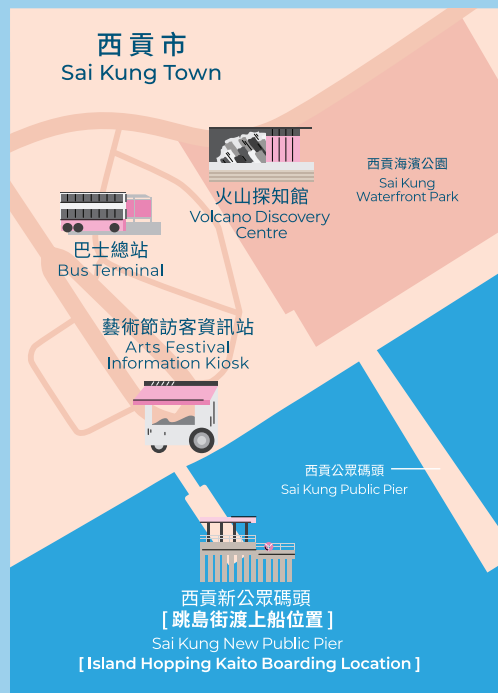 西貢市
Sai Kung Town
火山探知館
Volcano Discovery
Centre
西貢海濱公園
Sai Kung
Waterfront Park
巴士總站
Bus Terminal
藝術節訪客資訊站
Arts Festival
Information Kiosk
西貢公眾碼頭
Sai Kung Public Pier
西貢新公眾碼頭
[ 跳島街渡上船位置 ]
Sai Kung New Public Pier
[ Island Hopping Kaito Boarding Location ]